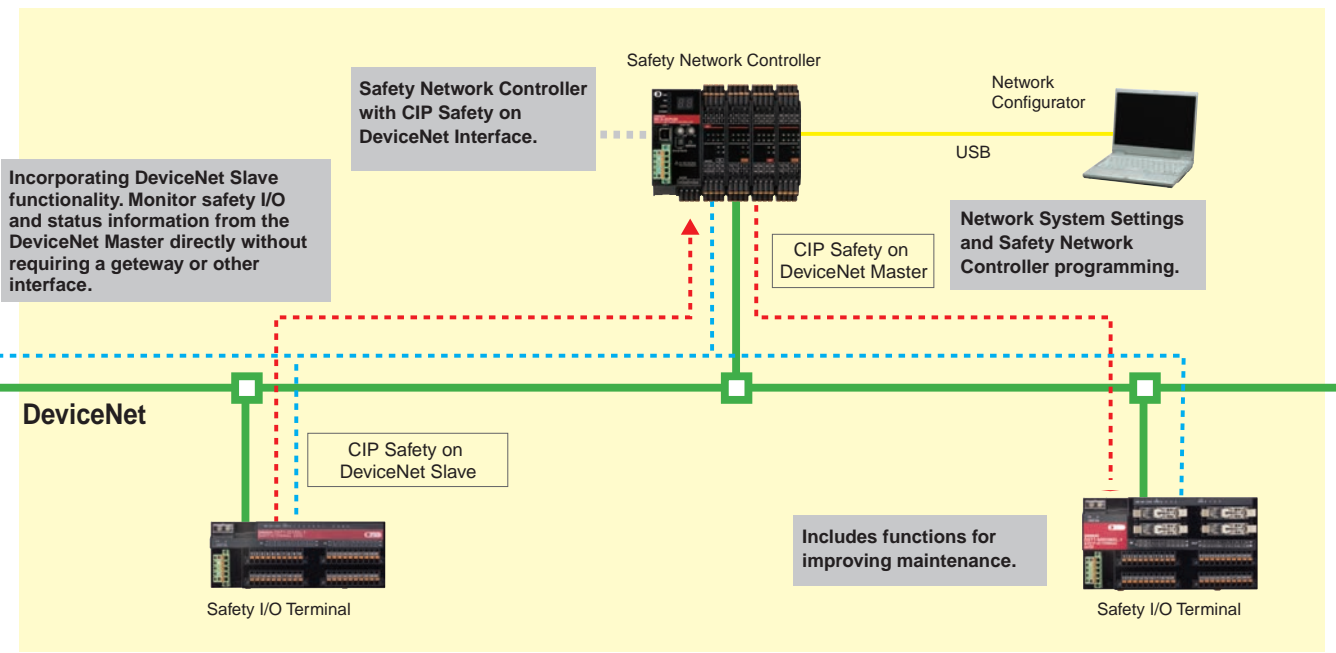 Safety Network Controller
Safety Network Controller
with CIP Safety on
DeviceNet Interface.
Network
Configurator
USB
Incorporating DeviceNet Slave
functionality. Monitor safety I/O
and status information from the
DeviceNet Master directly without
requiring a geteway or other
interface.
Network System Settings
and Safety Network
Controller programming.
CIP Safety on
DeviceNet Master
DeviceNet
CIP Safety on
DeviceNet Slave
Includes functions for
improving maintenance.
Safety I/O Terminal
Safety I/O Terminal